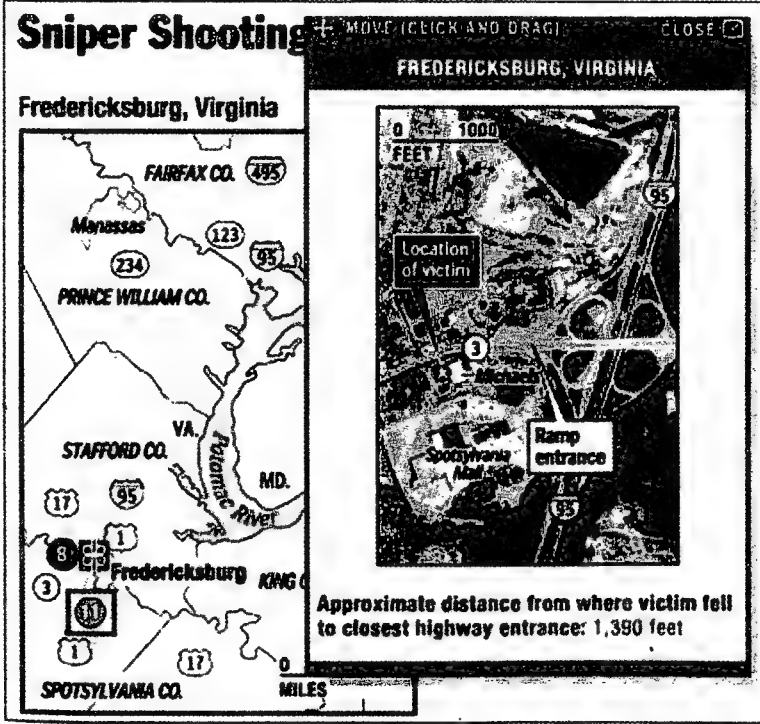 Sniper Shooting
Fredericksburg, Virginia
FAIRFAX CO.
495
Manassas
123
95
234
PRINCE WILLIAM CO.
VA.
Potomac River
STAFFORD CO.
MD.
17
95
1
8
Fredericksburg
KING
3
11
1
17
0
SPOTSYLVANIA CO.
MILES
MOVE (CLICK AND DRAG)
CLOSE
FREDERICKSBURG, VIRGINIA
0 1000
FEET
95
Location
of victim
3
Michaels
Ramp
entrance
Spotsylvania
Mall
95
Approximate distance from where victim fell
to closest highway entrance: 1,390 feet